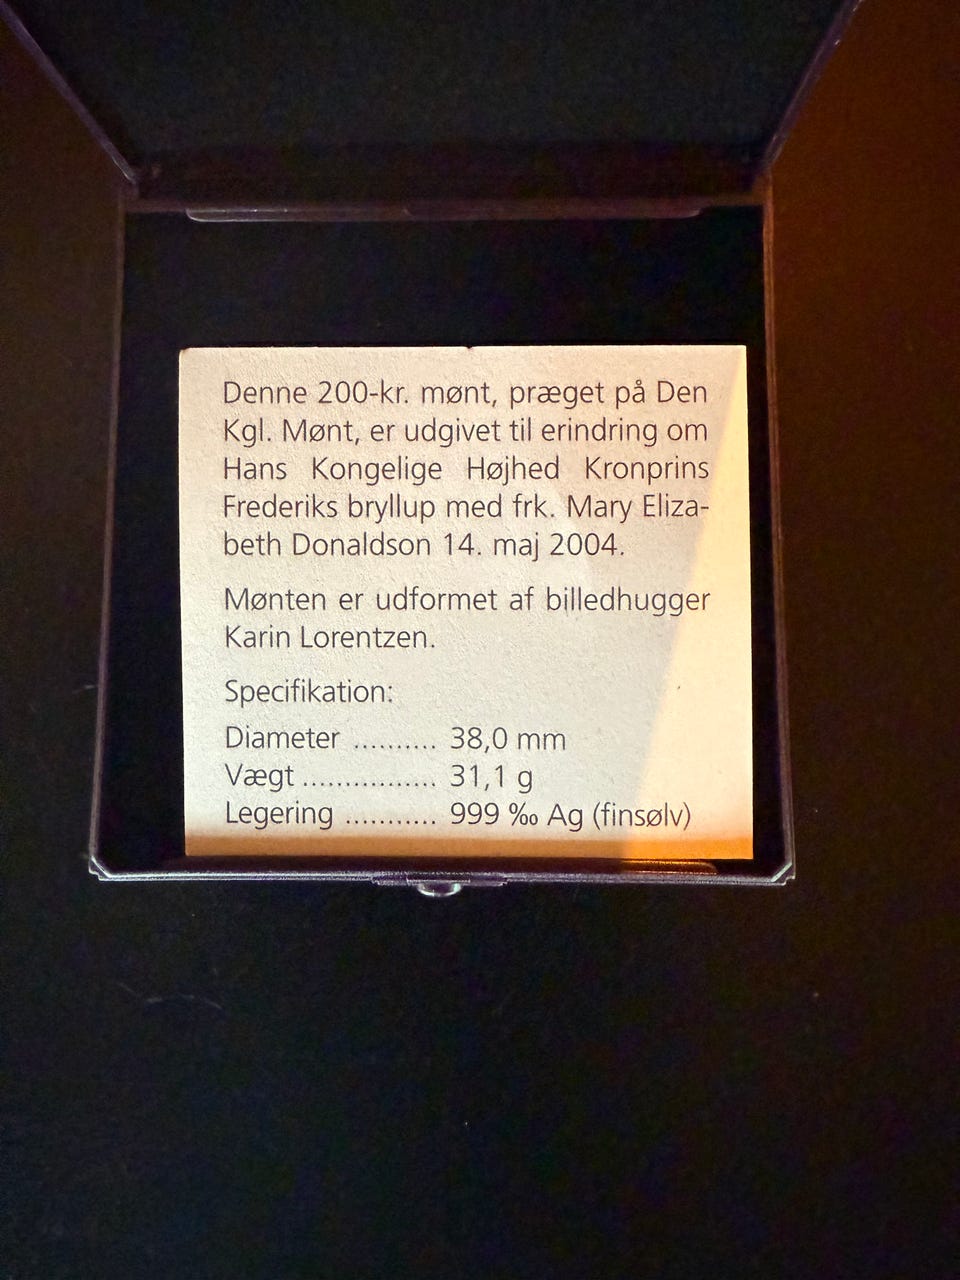 Denne 200-kr. mønt, præget på Den
Kgl. Mønt, er udgivet til erindring om
Hans Kongelige Højhed Kronprins
Frederiks bryllup med frk. Mary Eliza-
beth Donaldson 14. maj 2004.
Mønten er udformet af billedhugger
Karin Lorentzen.
Specifikation:
Diameter .......... 38,0 mm
Vægt ................ 31,1 g
Legering ........... 999 ‰ Ag (finsølv)